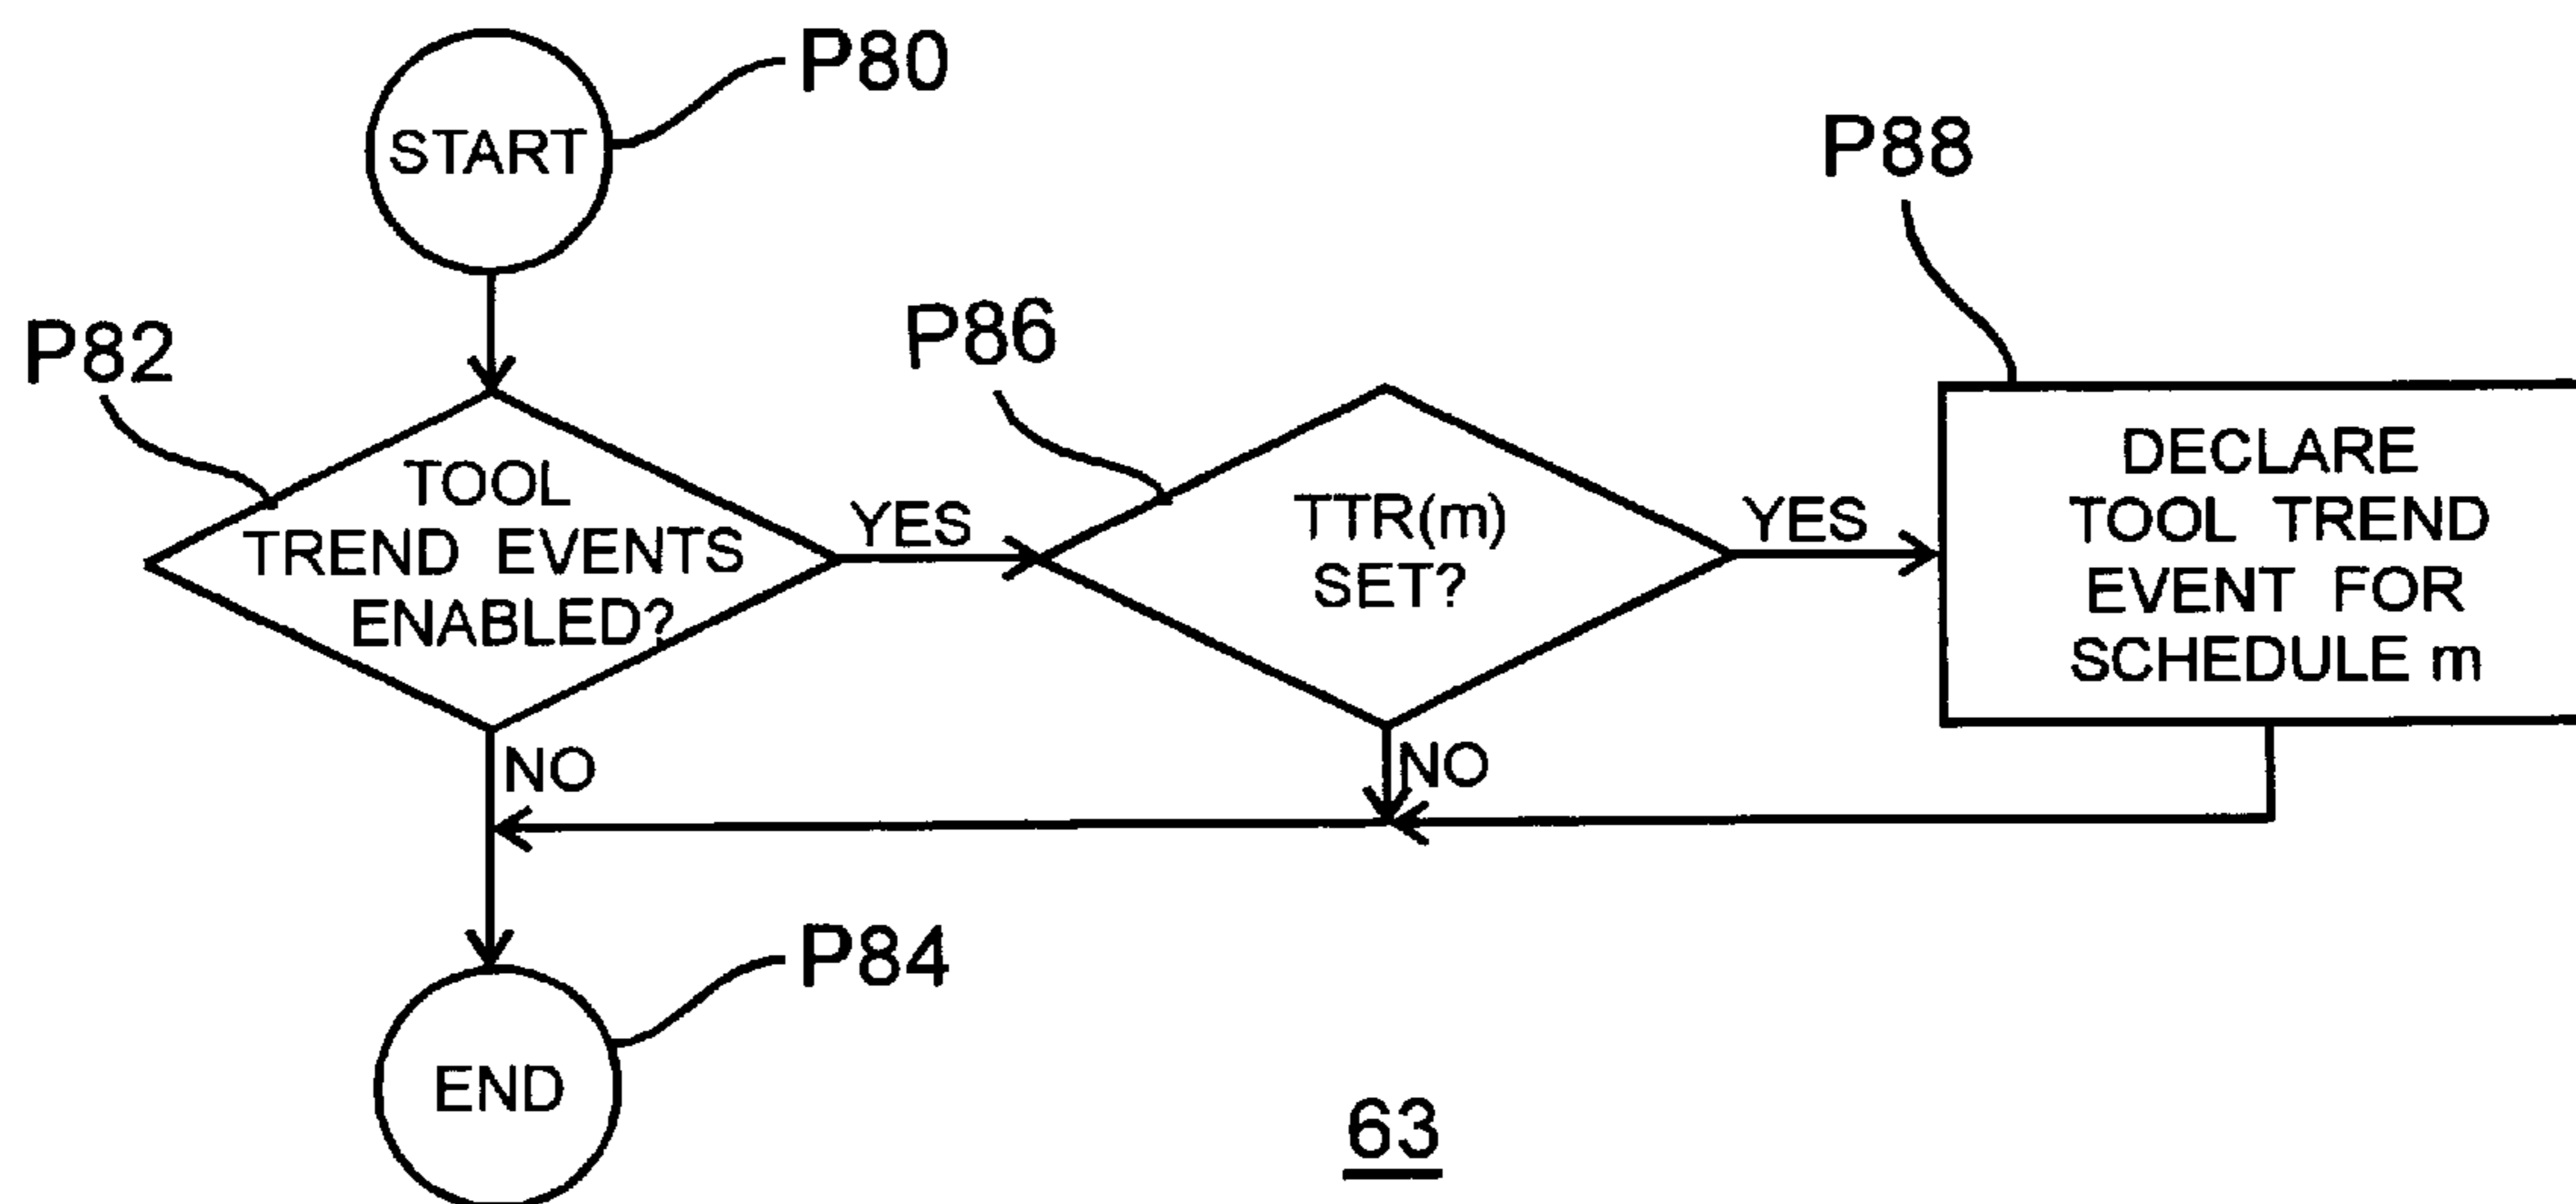 P80
START
P88
P82
P86
TOOL
TREND EVENTS
ENABLED?
YES
TTR(m)
SET?
YES
DECLARE
TOOL TREND
EVENT FOR
SCHEDULE m
NO
NO
P84
END
63